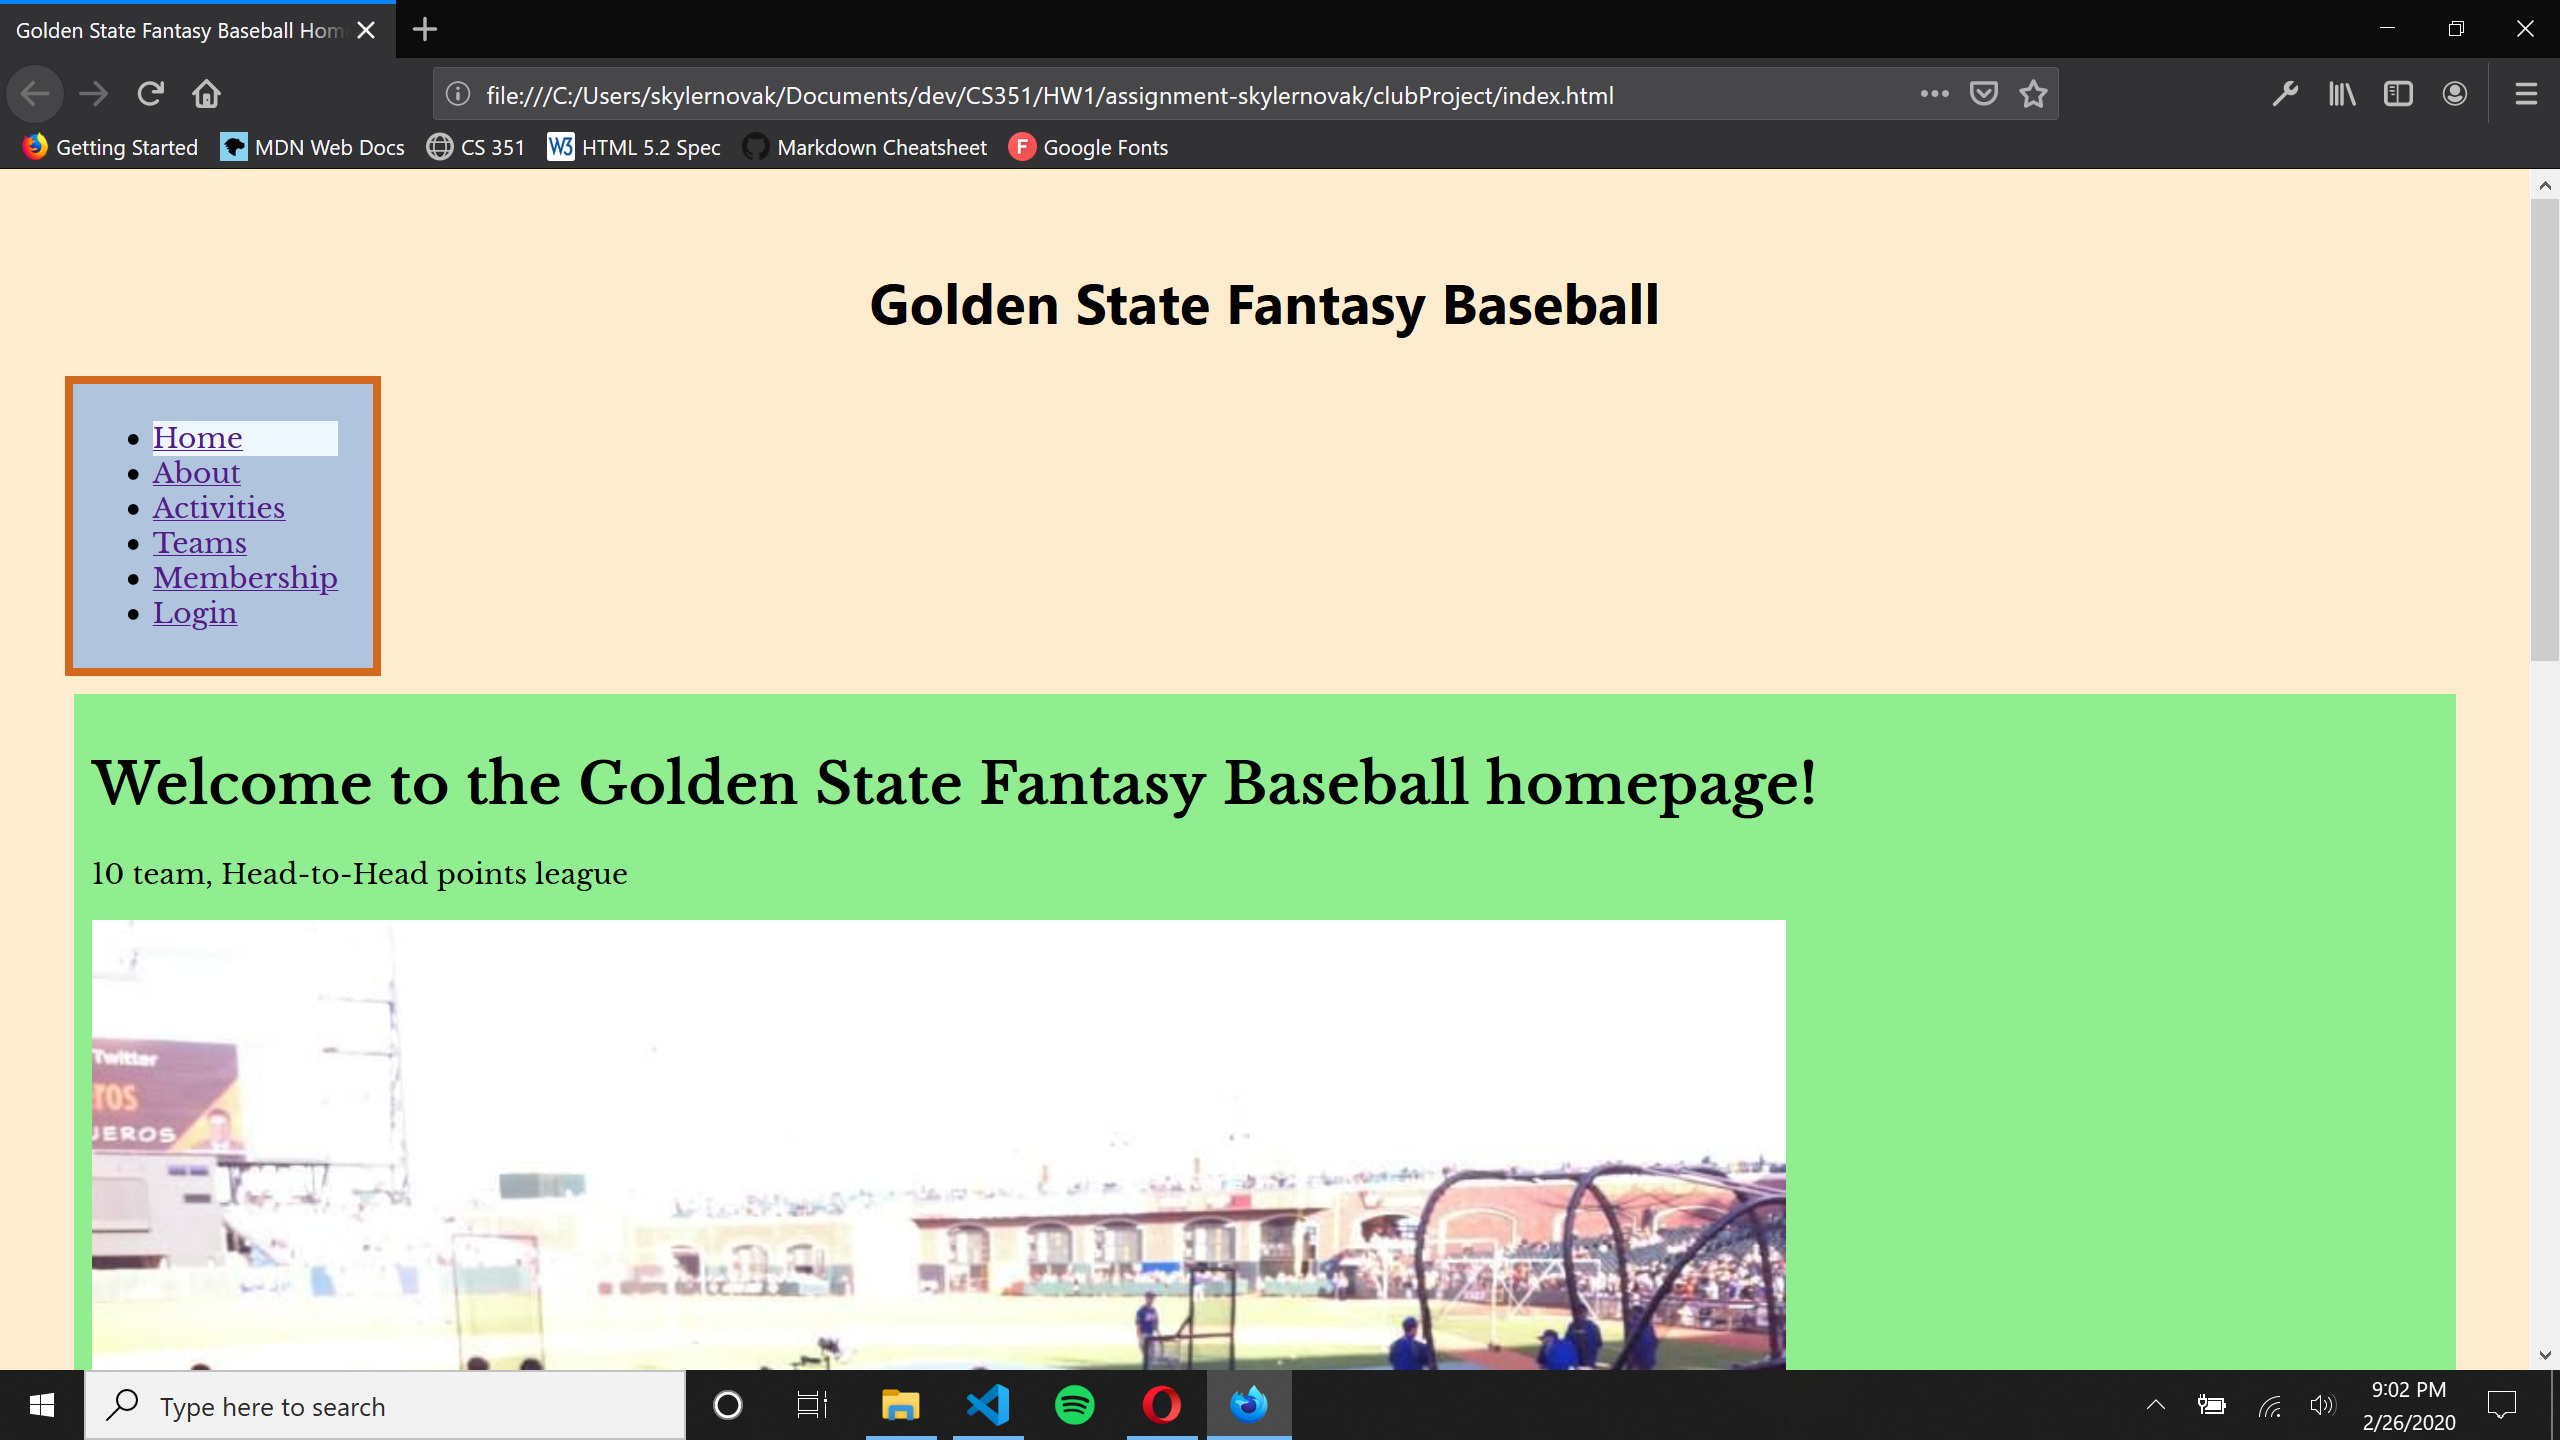 Golden State Fantasy Baseball Hom
file:///C:/Users/skylernovak/Documents/dev/CS351/HW1/assignment-skylernovak/clubProject/index.html
Getting Started MDN Web Docs CS 351 W3 HTML 5.2 Spec Markdown Cheatsheet F Google Fonts
Golden State Fantasy Baseball
Home
About
Activities
Teams
Membership
Login
Welcome to the Golden State Fantasy Baseball homepage!
10 team, Head-to-Head points league
Twitter
eros
UEROS
Type here to search
9:02 PM
2/26/2020